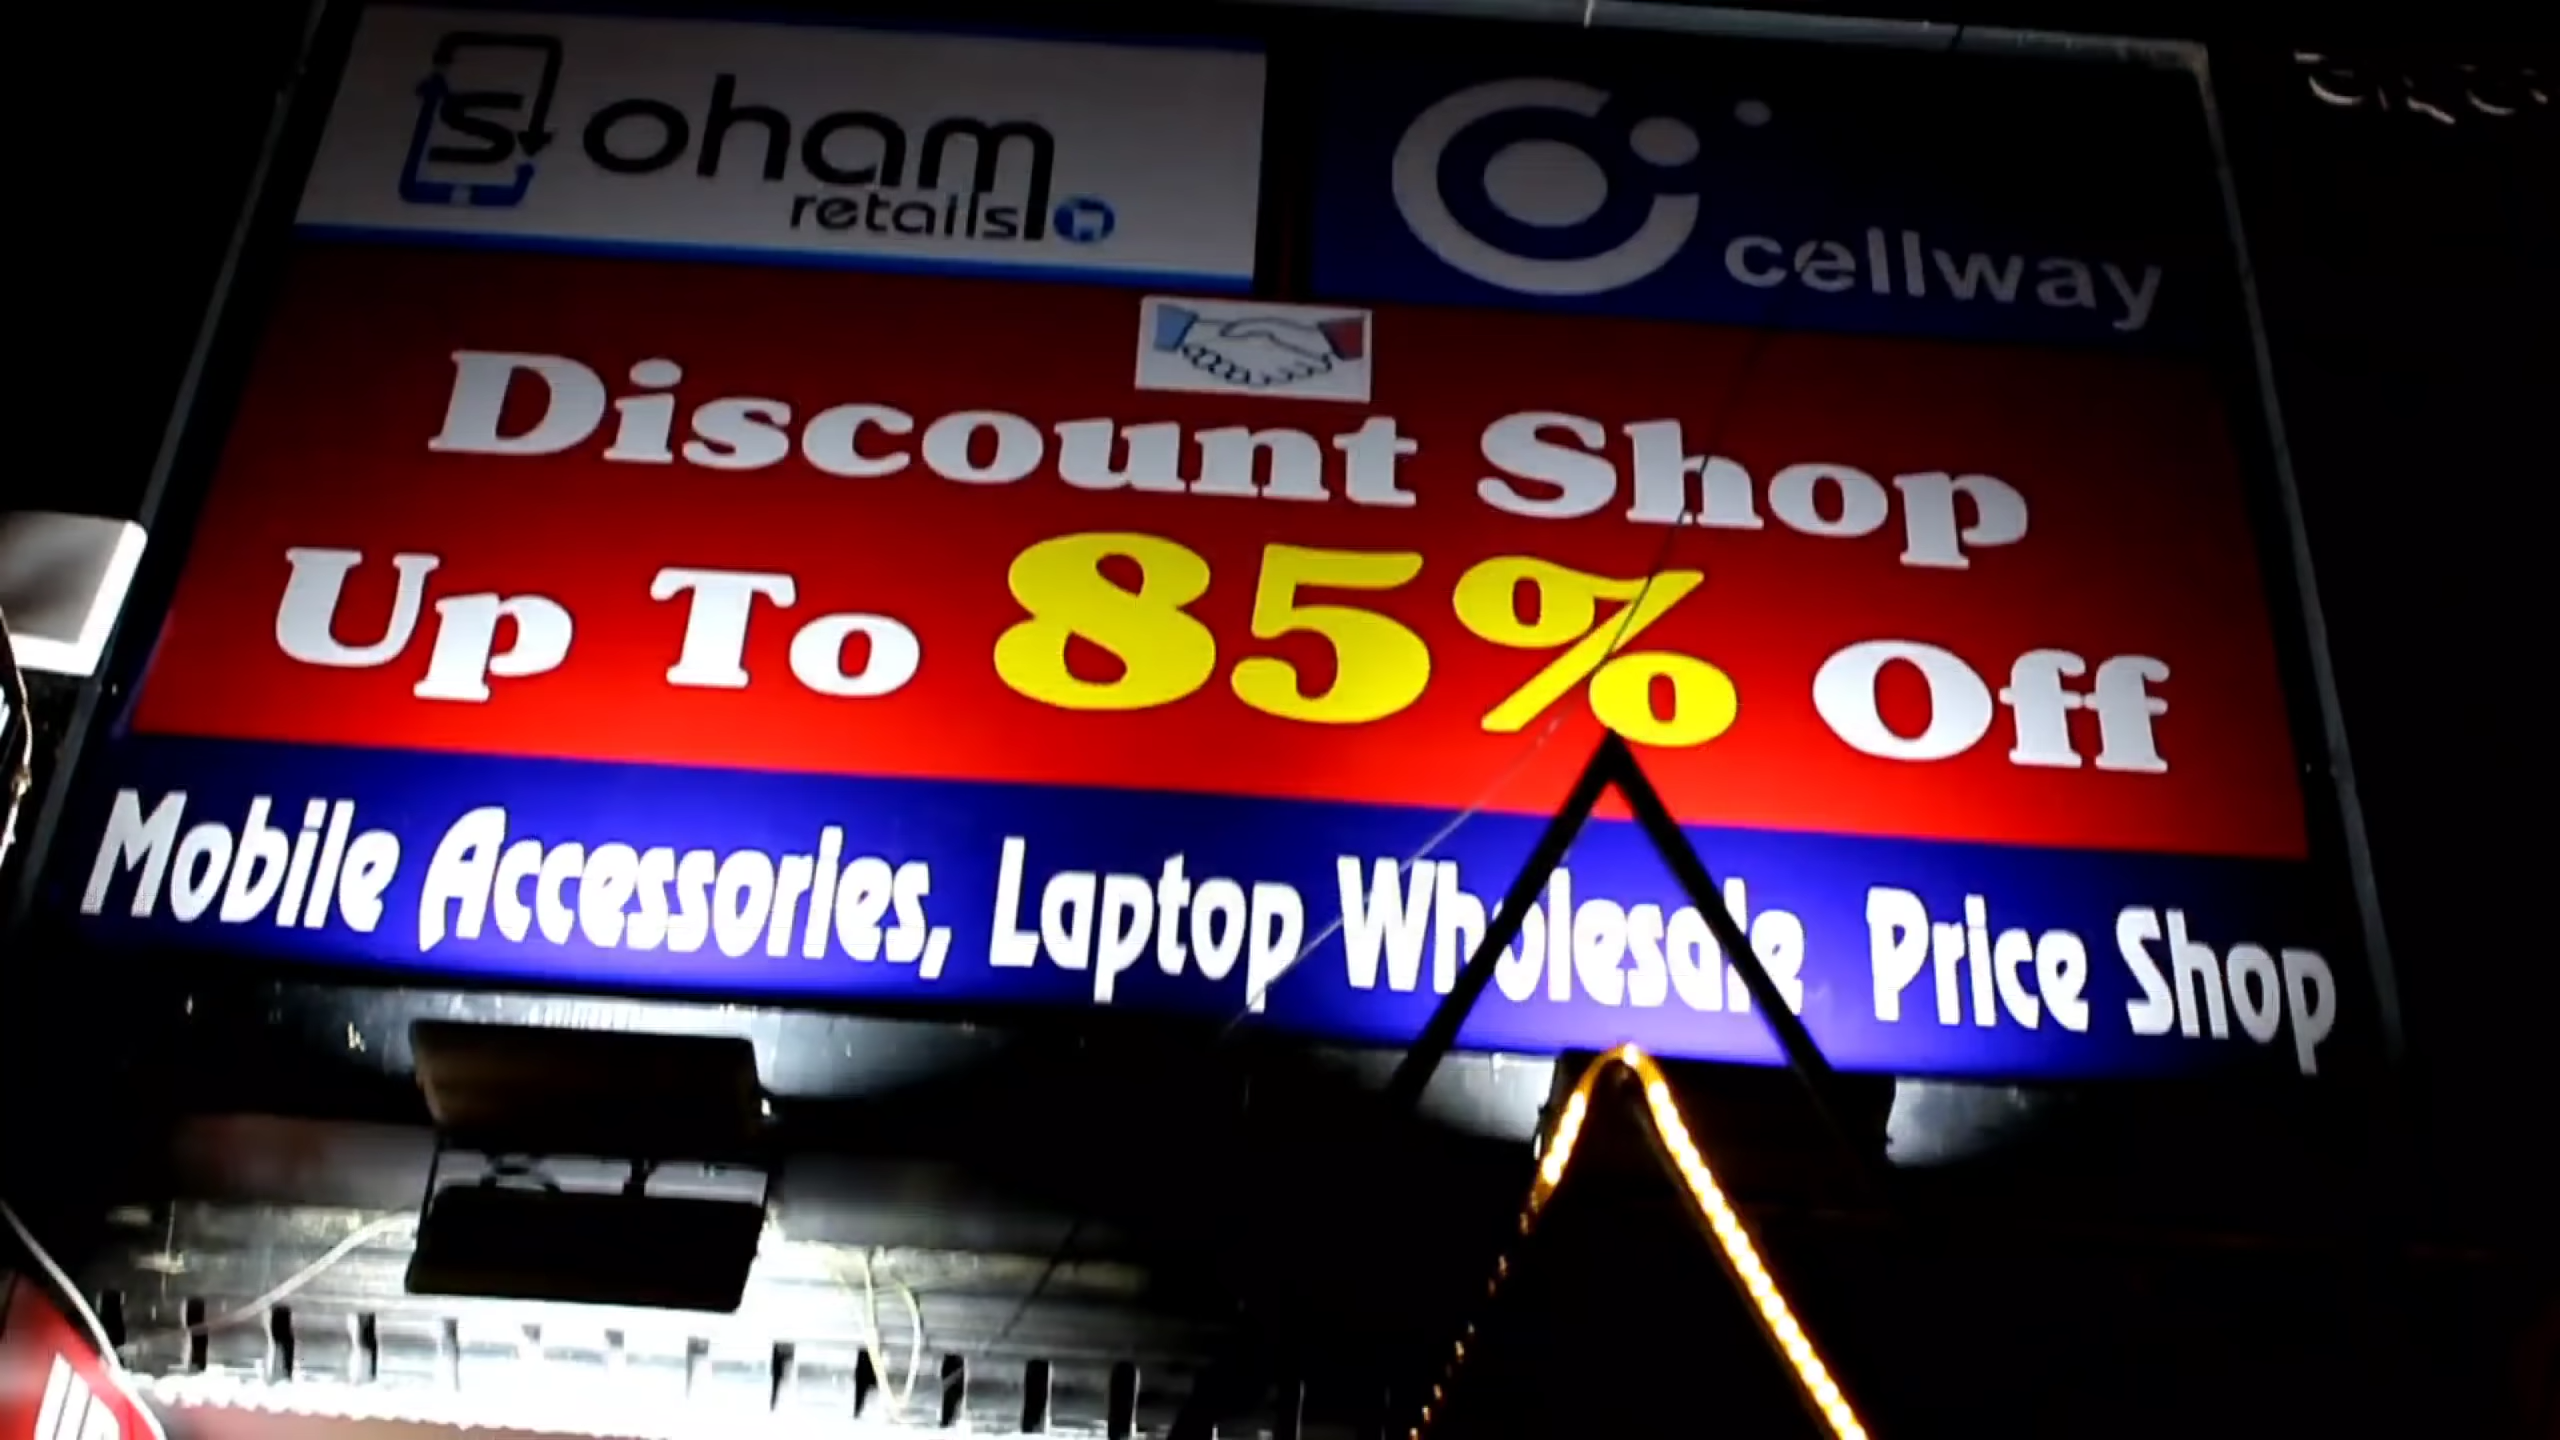 soham
retails
cellway
Discount Shop
Up To 85% Off
Mobile Accessories, Laptop Wholesale Price Shop